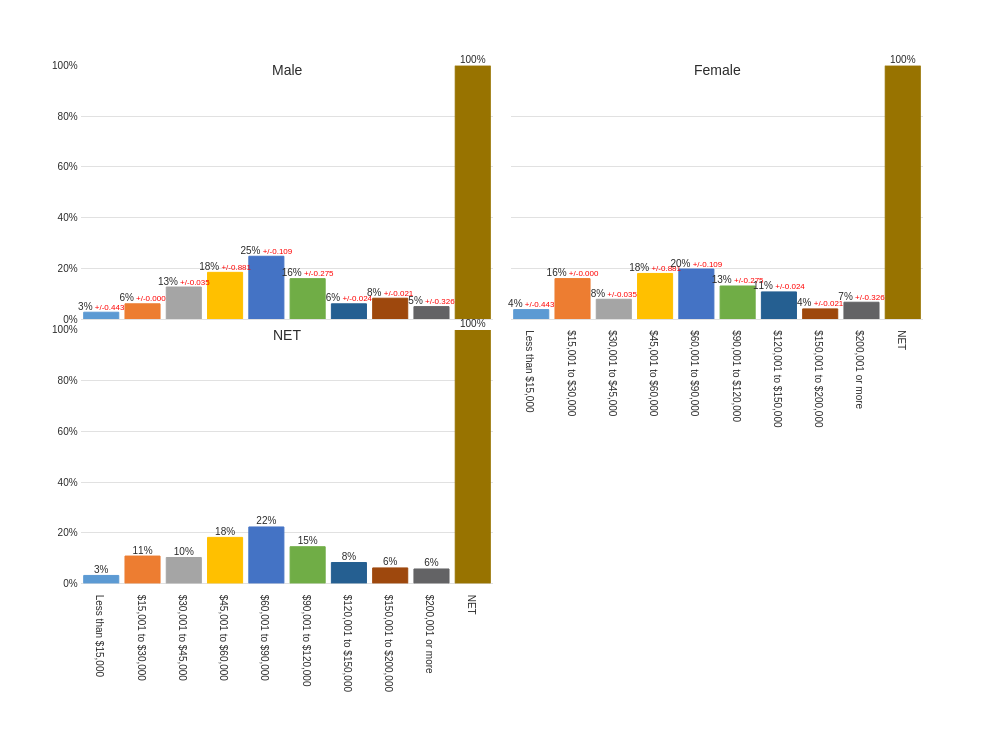 Male
100%
80%
60%
40%
20%
0%
3% +/-0.443
6% +/-0.000
13% +/-0.035
18% +/-0.881
25% +/-0.109
16% +/-0.275
6% +/-0.024
8% +/-0.021
5% +/-0.326
100%
Female
4% +/-0.443
16% +/-0.000
8% +/-0.035
18% +/-0.881
20% +/-0.109
13% +/-0.275
11% +/-0.024
4% +/-0.021
7% +/-0.326
100%
Less than $15,000
$15,001 to $30,000
$30,001 to $45,000
$45,001 to $60,000
$60,001 to $90,000
$90,001 to $120,000
$120,001 to $150,000
$150,001 to $200,000
$200,001 or more
NET
NET
100%
80%
60%
40%
20%
0%
3%
11%
10%
18%
22%
15%
8%
6%
6%
100%
Less than $15,000
$15,001 to $30,000
$30,001 to $45,000
$45,001 to $60,000
$60,001 to $90,000
$90,001 to $120,000
$120,001 to $150,000
$150,001 to $200,000
$200,001 or more
NET